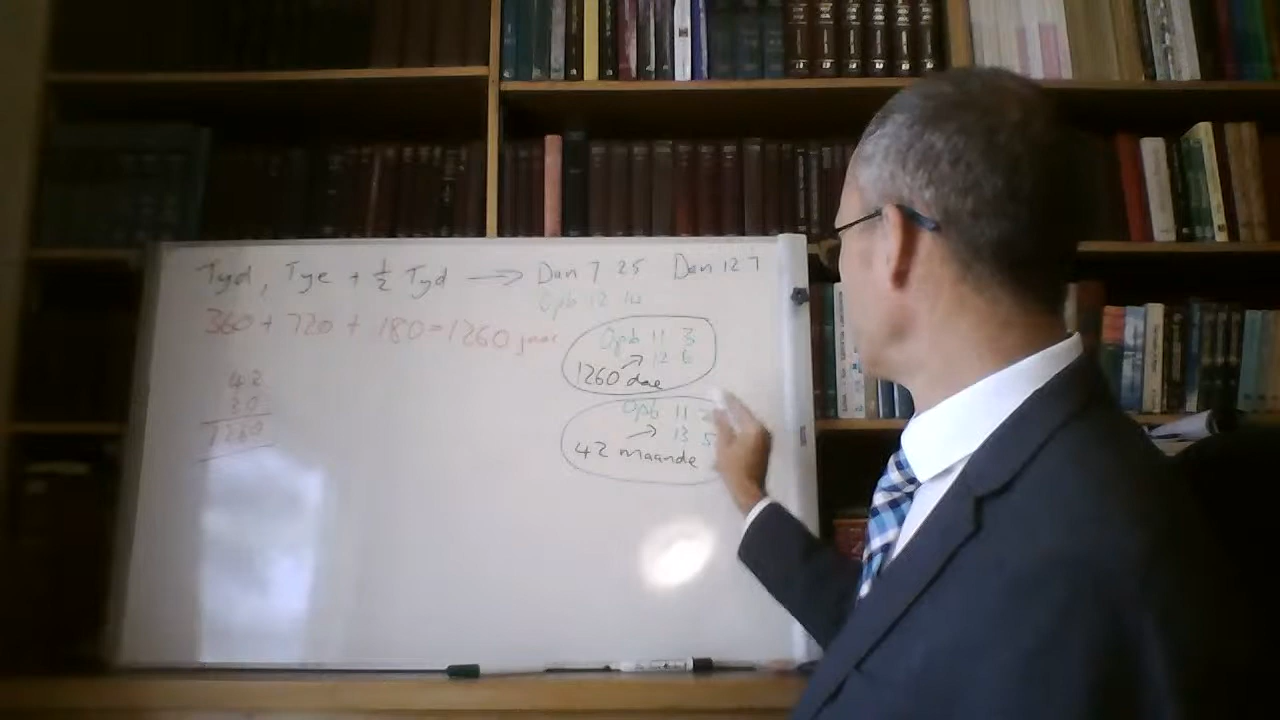 Tyd, Tye + ½ Tyd → Dan 7 25 Dan 12 7
Opb 12 14
360 + 720 + 180 = 1260 jaar
Opb 11 3
→ 12 6
1260 dae
42
30
1260
Opb 11 2
→ 13 5
42 maande